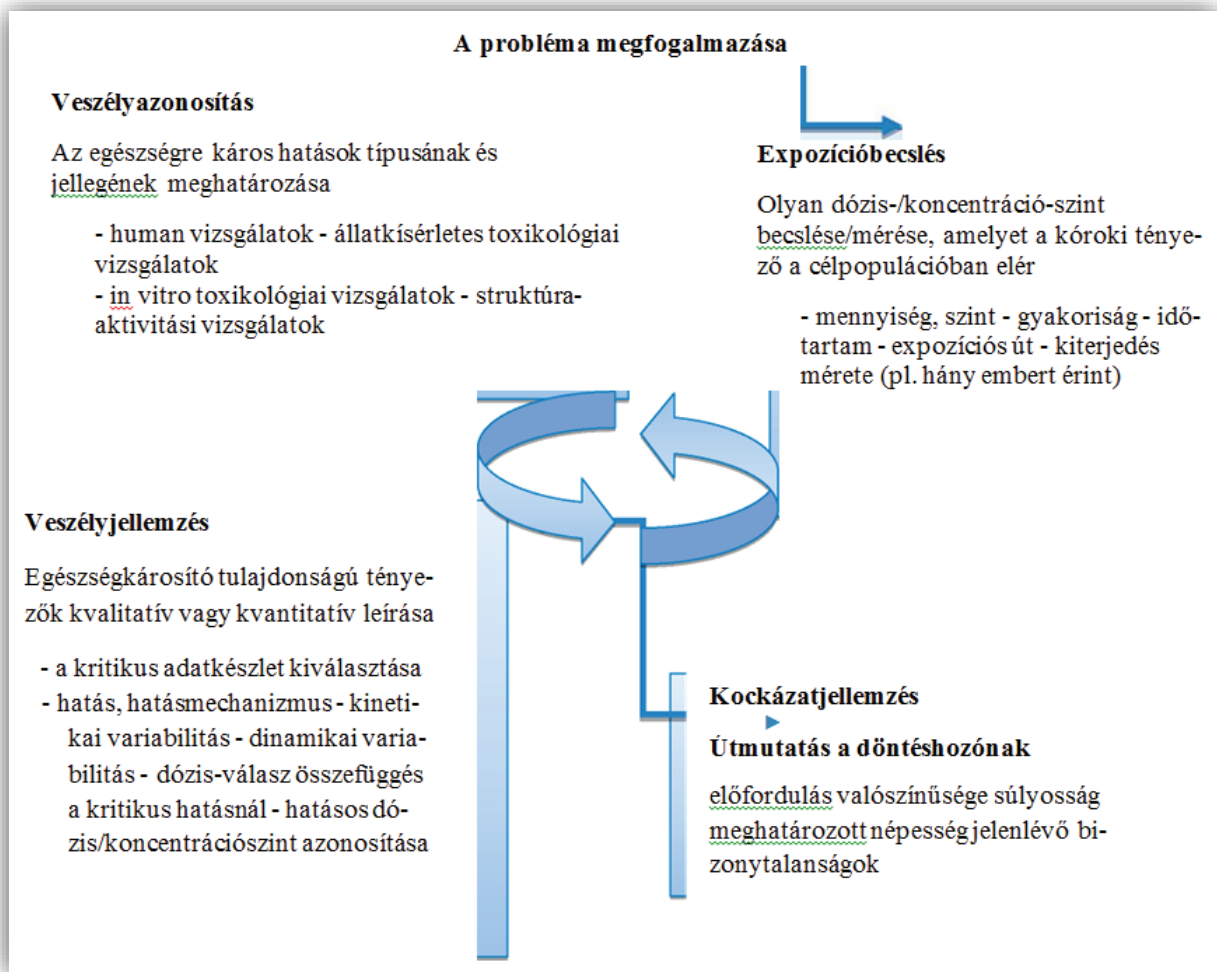 A probléma megfogalmazása
Veszélyazonosítás
Az egészségre káros hatások típusának és
jellegének meghatározása
- human vizsgálatok - állatkísérletes toxikológiai
vizsgálatok
- in vitro toxikológiai vizsgálatok - struktúra-
aktivitási vizsgálatok
Expozícióbecslés
Olyan dózis-/koncentráció-szint
becslése/mérése, amelyet a kóroki ténye-
ző a célpopulációban elér
- mennyiség, szint - gyakoriság - idő-
tartam - expozíciós út - kiterjedés
mérete (pl. hány embert érint)
Veszélyjellemzés
Egészségkárosító tulajdonságú ténye-
zők kvalitatív vagy kvantitatív leírása
- a kritikus adatkészlet kiválasztása
- hatás, hatásmechanizmus - kineti-
kai variabilitás - dinamikai varia-
bilitás - dózis-válasz összefüggés
a kritikus hatásnál - hatásos dó-
zis/koncentrációszint azonosítása
Kockázatjellemzés
Útmutatás a döntéshozónak
előfordulás valószínűsége súlyosság
meghatározott népesség jelenlévő bi-
zonytalanságok